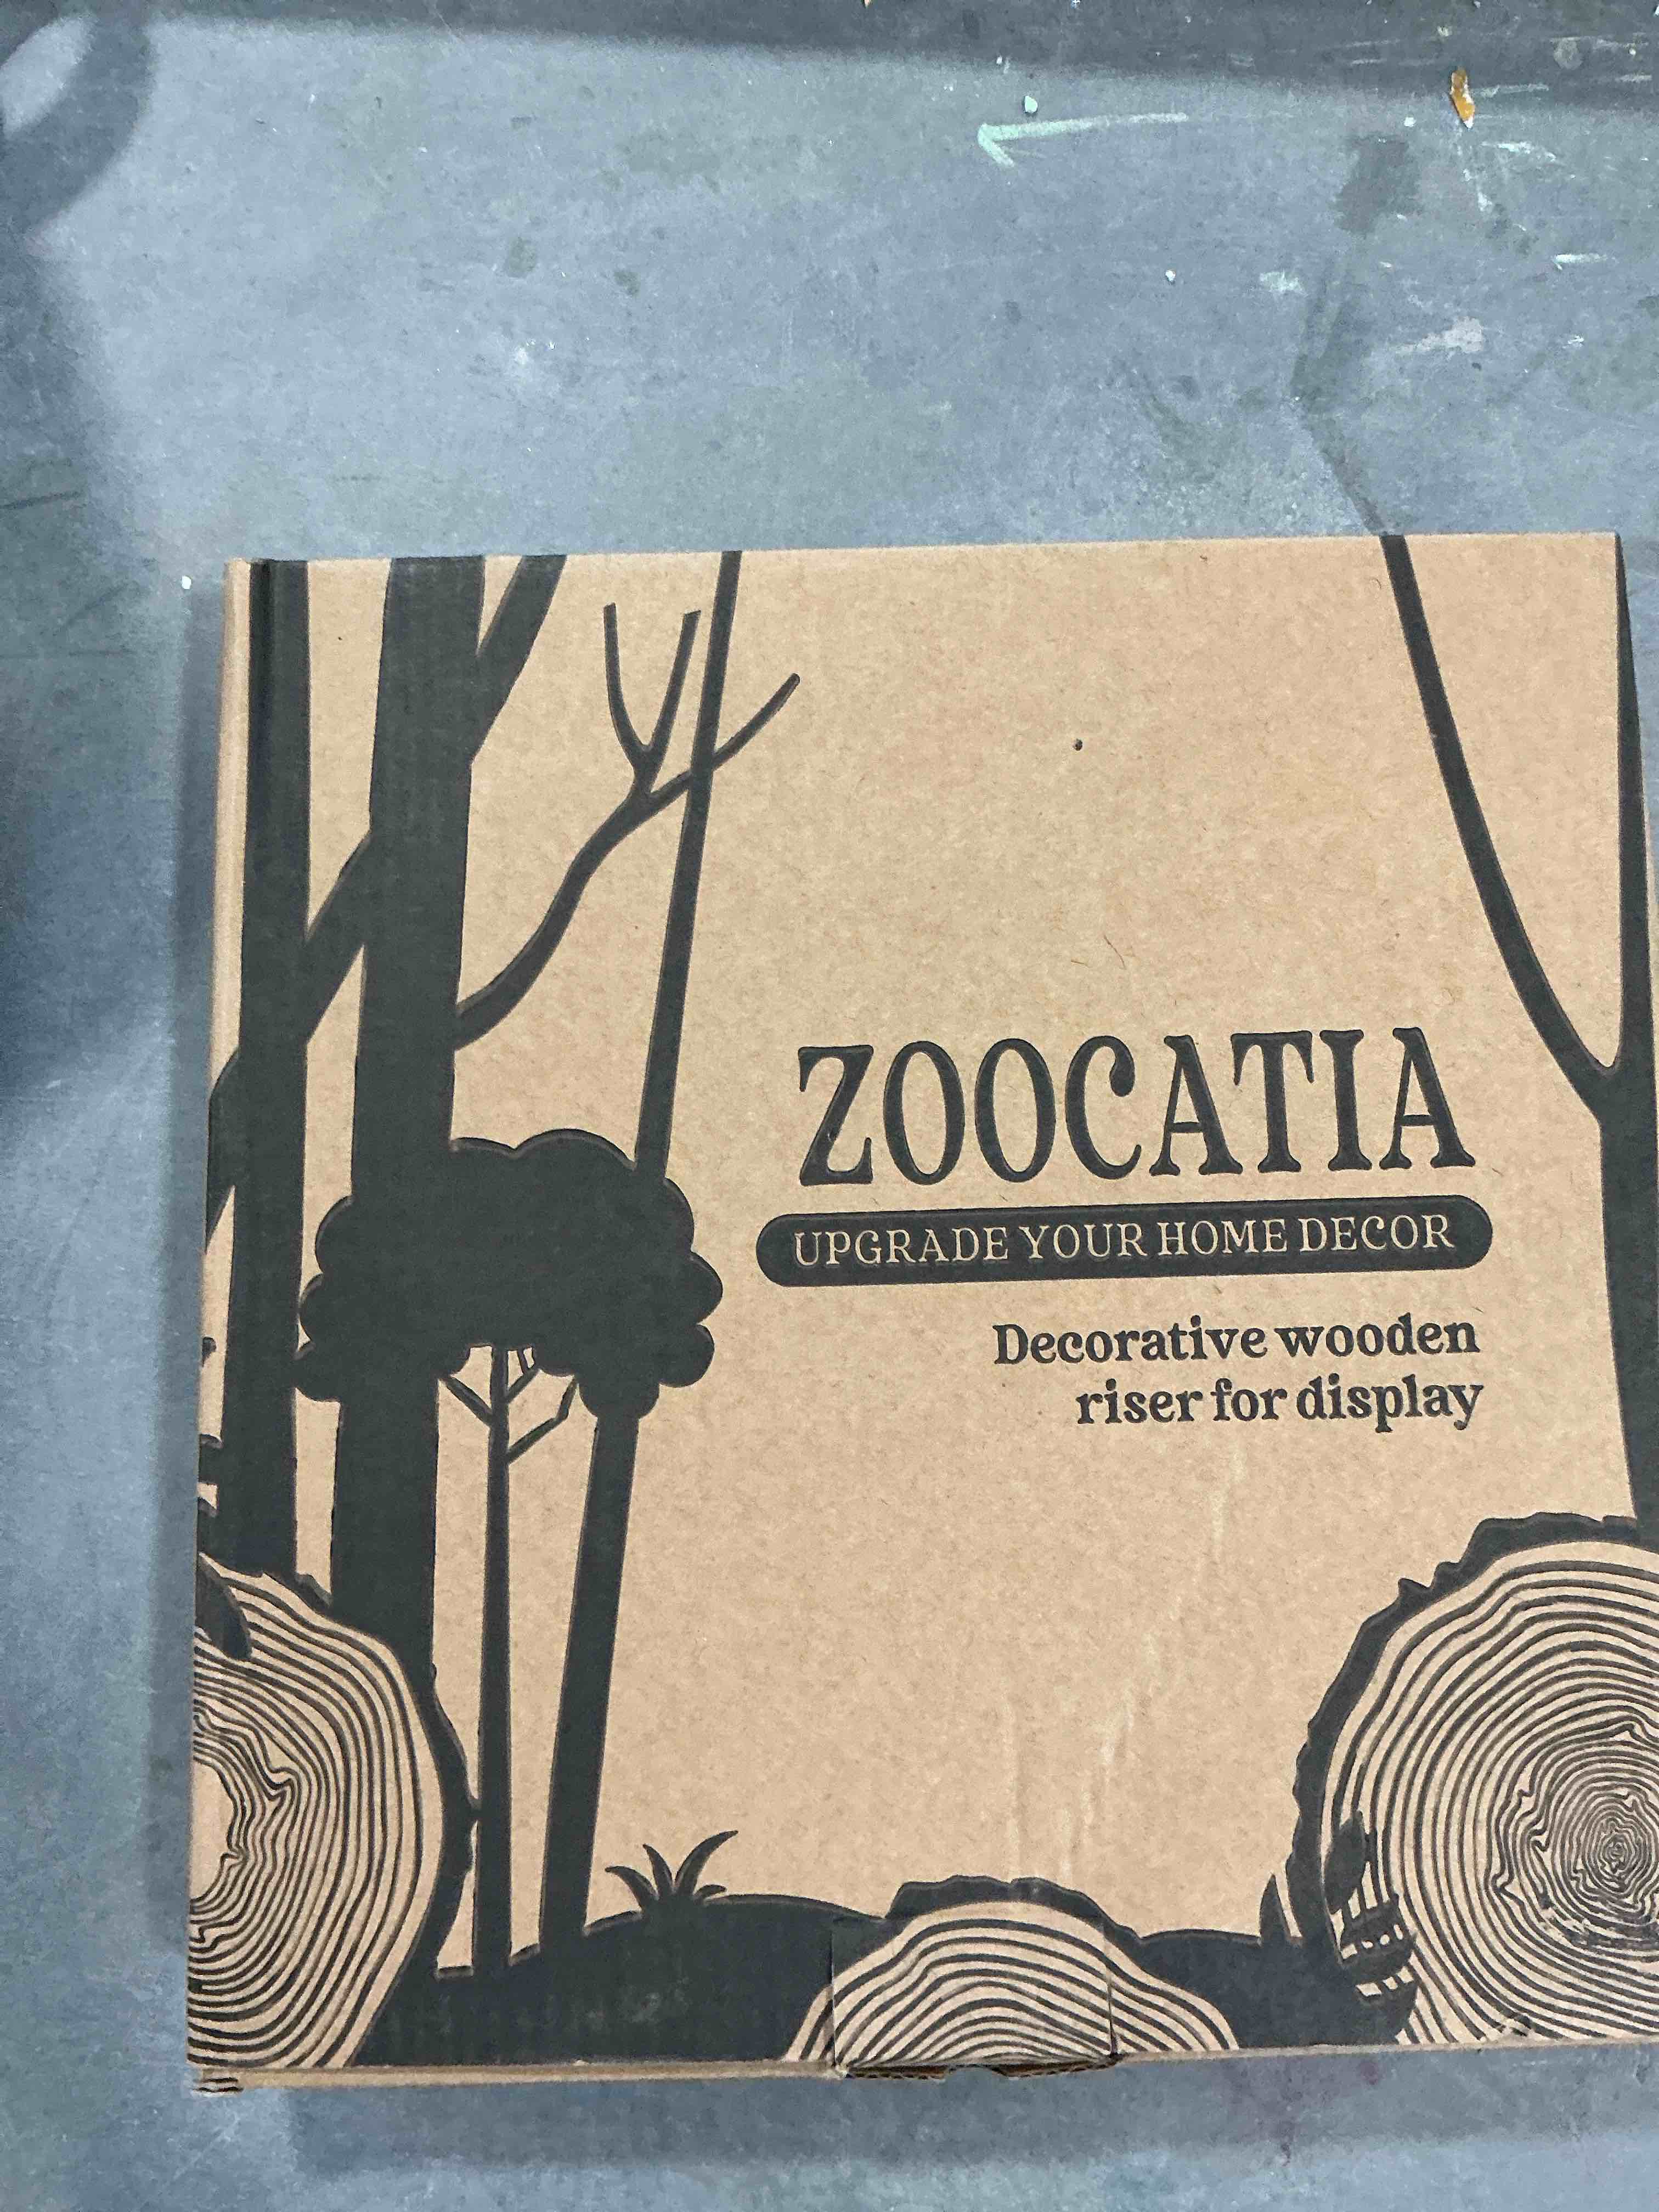 ZOOCATIA
UPGRADE YOUR HOME DECOR
Decorative wooden
riser for display